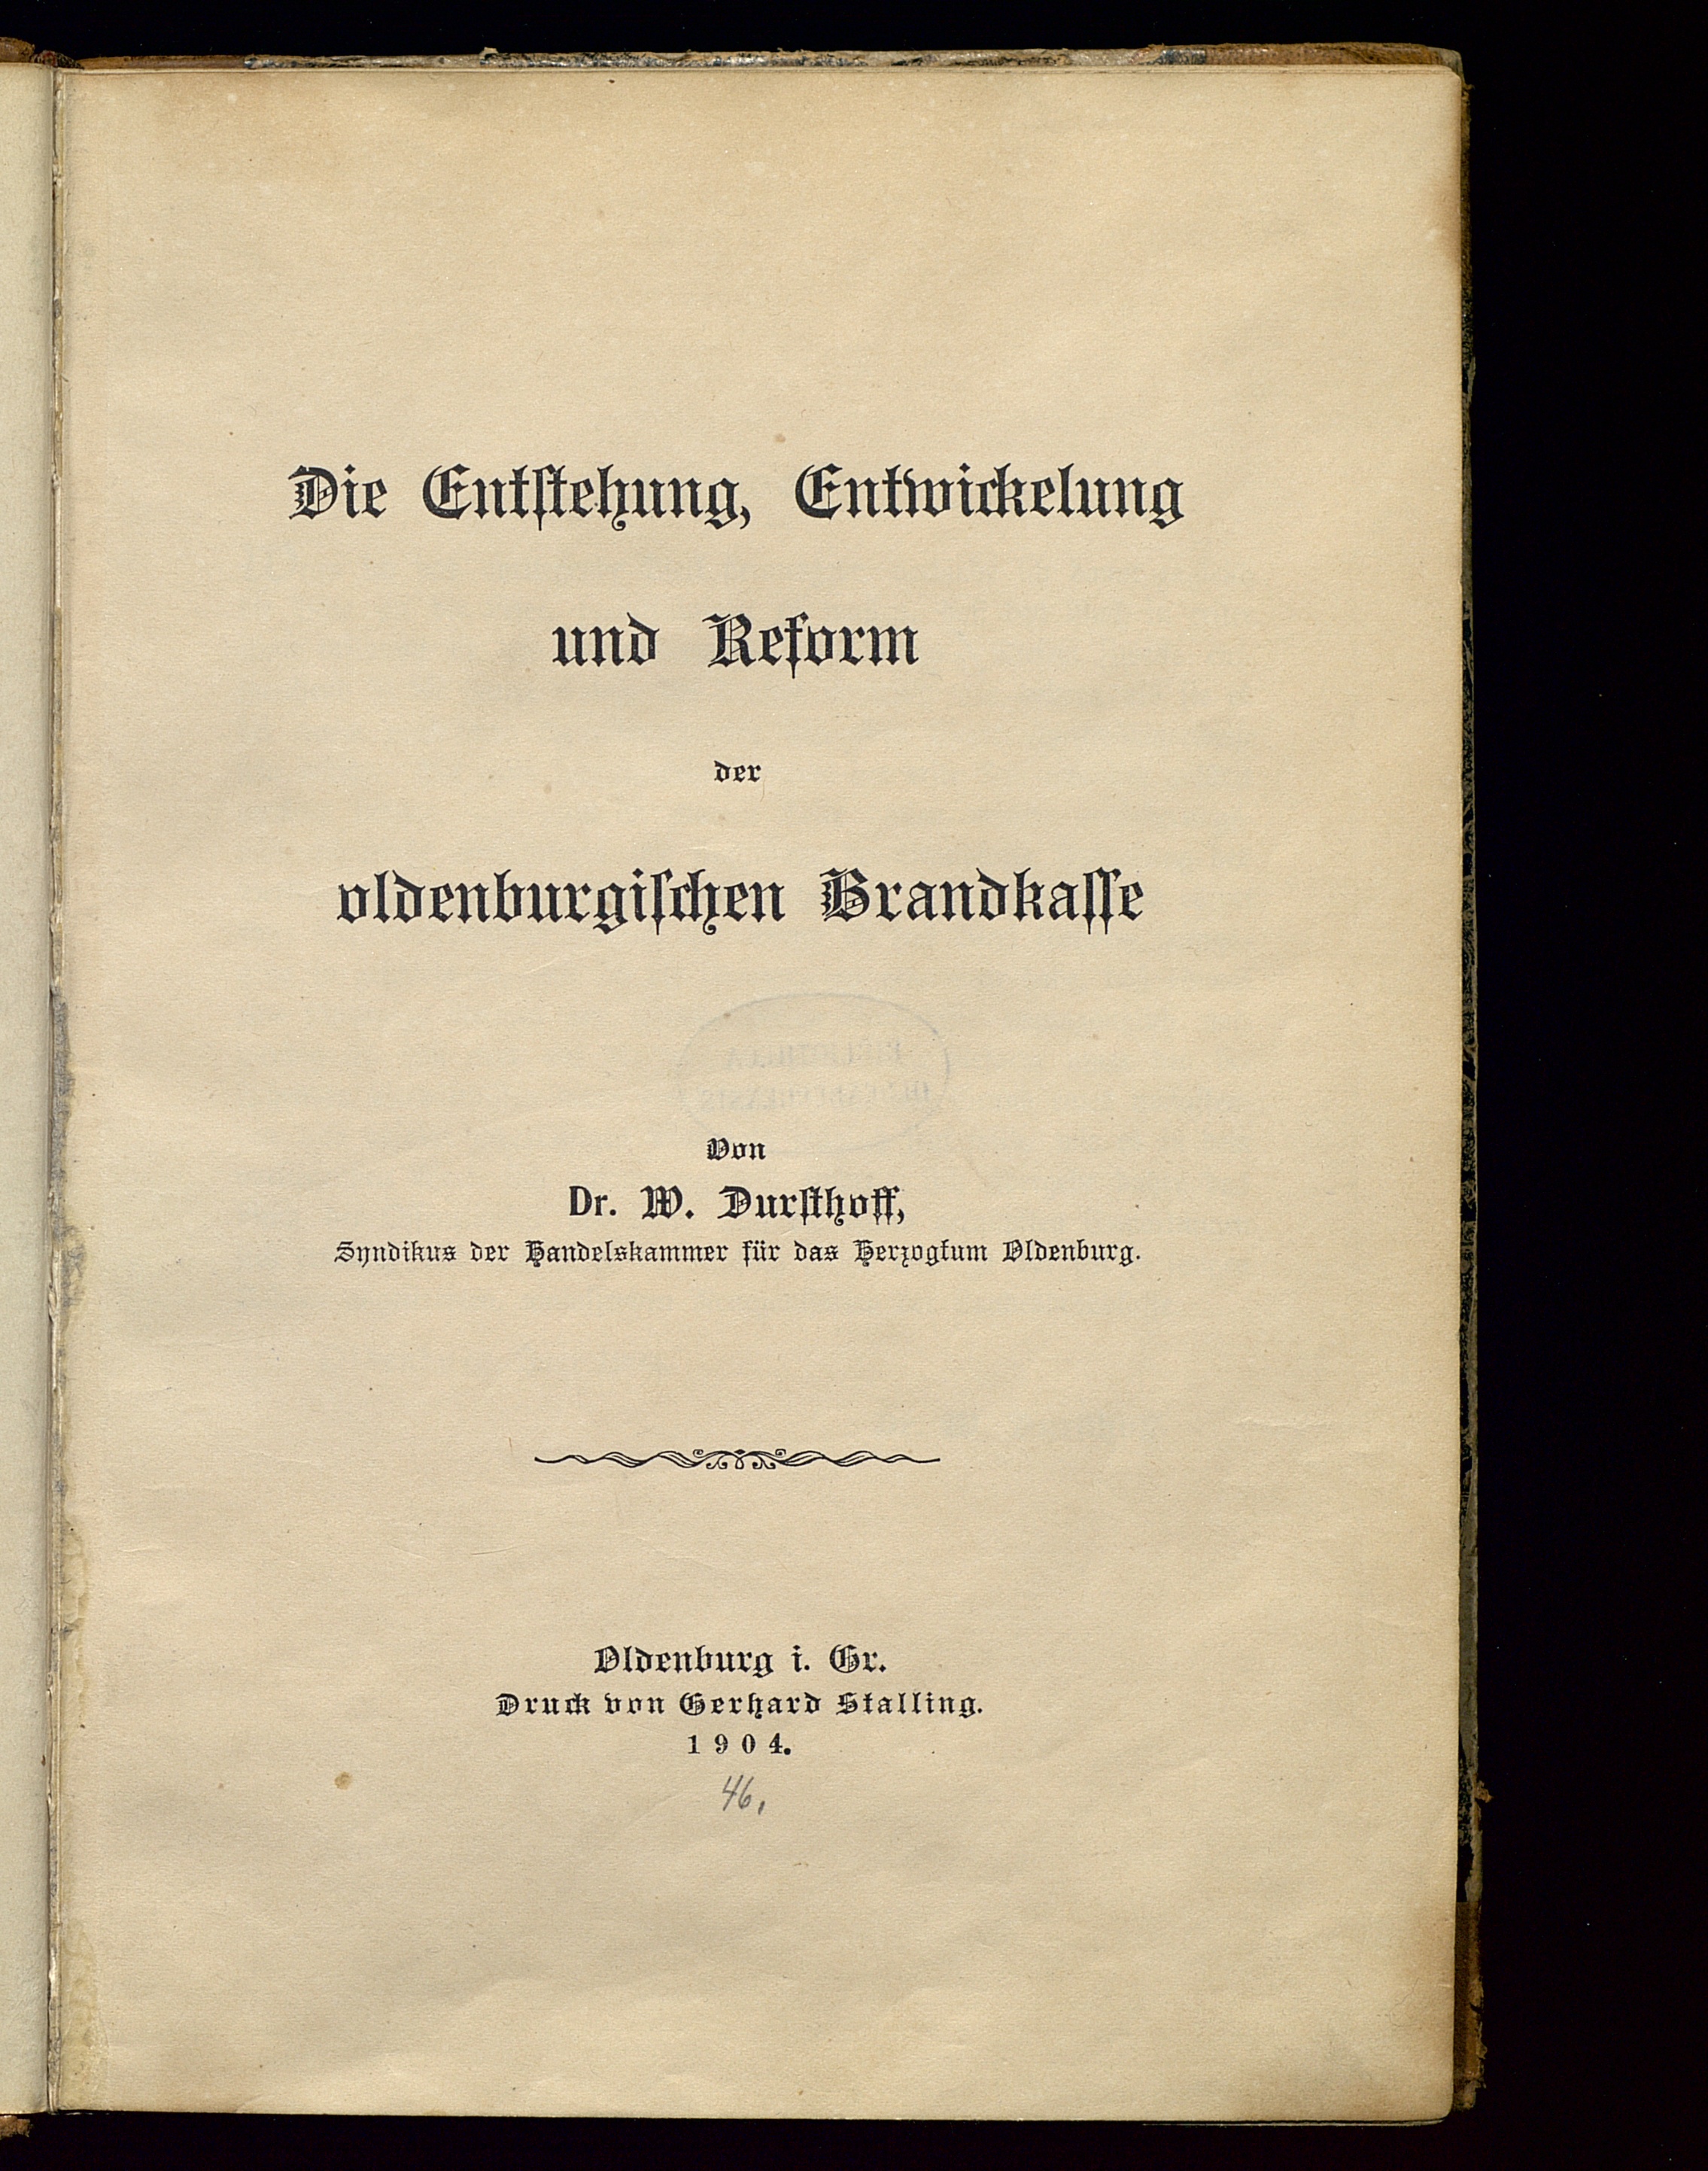 Die Entſtehung, Entwickelung
und Reform
der
oldenburgiſchen Brandkaſſe
Von
Dr. W. Durſthoff,
Syndikus der Handelskammer für das Herzogtum Oldenburg.
Oldenburg i. Gr.
Druck von Gerhard Stalling.
1904.
46.